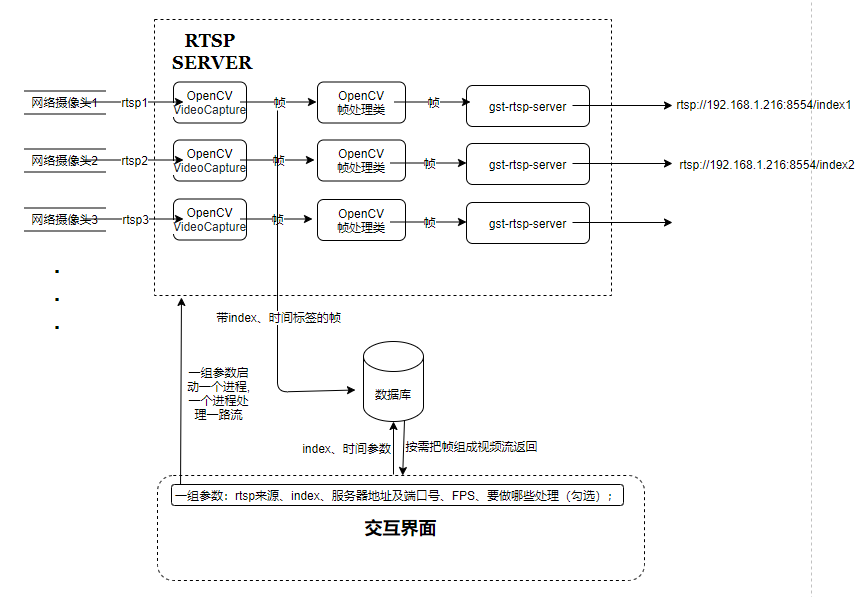 RTSP
SERVER
网络摄像头1
rtsp1
OpenCV
VideoCapture
帧
OpenCV
帧处理类
帧
gst-rtsp-server
rtsp://192.168.1.216:8554/index1
网络摄像头2
rtsp2
OpenCV
VideoCapture
帧
OpenCV
帧处理类
帧
gst-rtsp-server
rtsp://192.168.1.216:8554/index2
网络摄像头3
rtsp3
OpenCV
VideoCapture
帧
OpenCV
帧处理类
帧
gst-rtsp-server
带index、时间标签的帧
一组参数启
动一个进程,
一个进程处
理一路流
数据库
index、时间参数
按需把帧组成视频流返回
一组参数：rtsp来源、index、服务器地址及端口号、FPS、要做哪些处理（勾选）；
交互界面